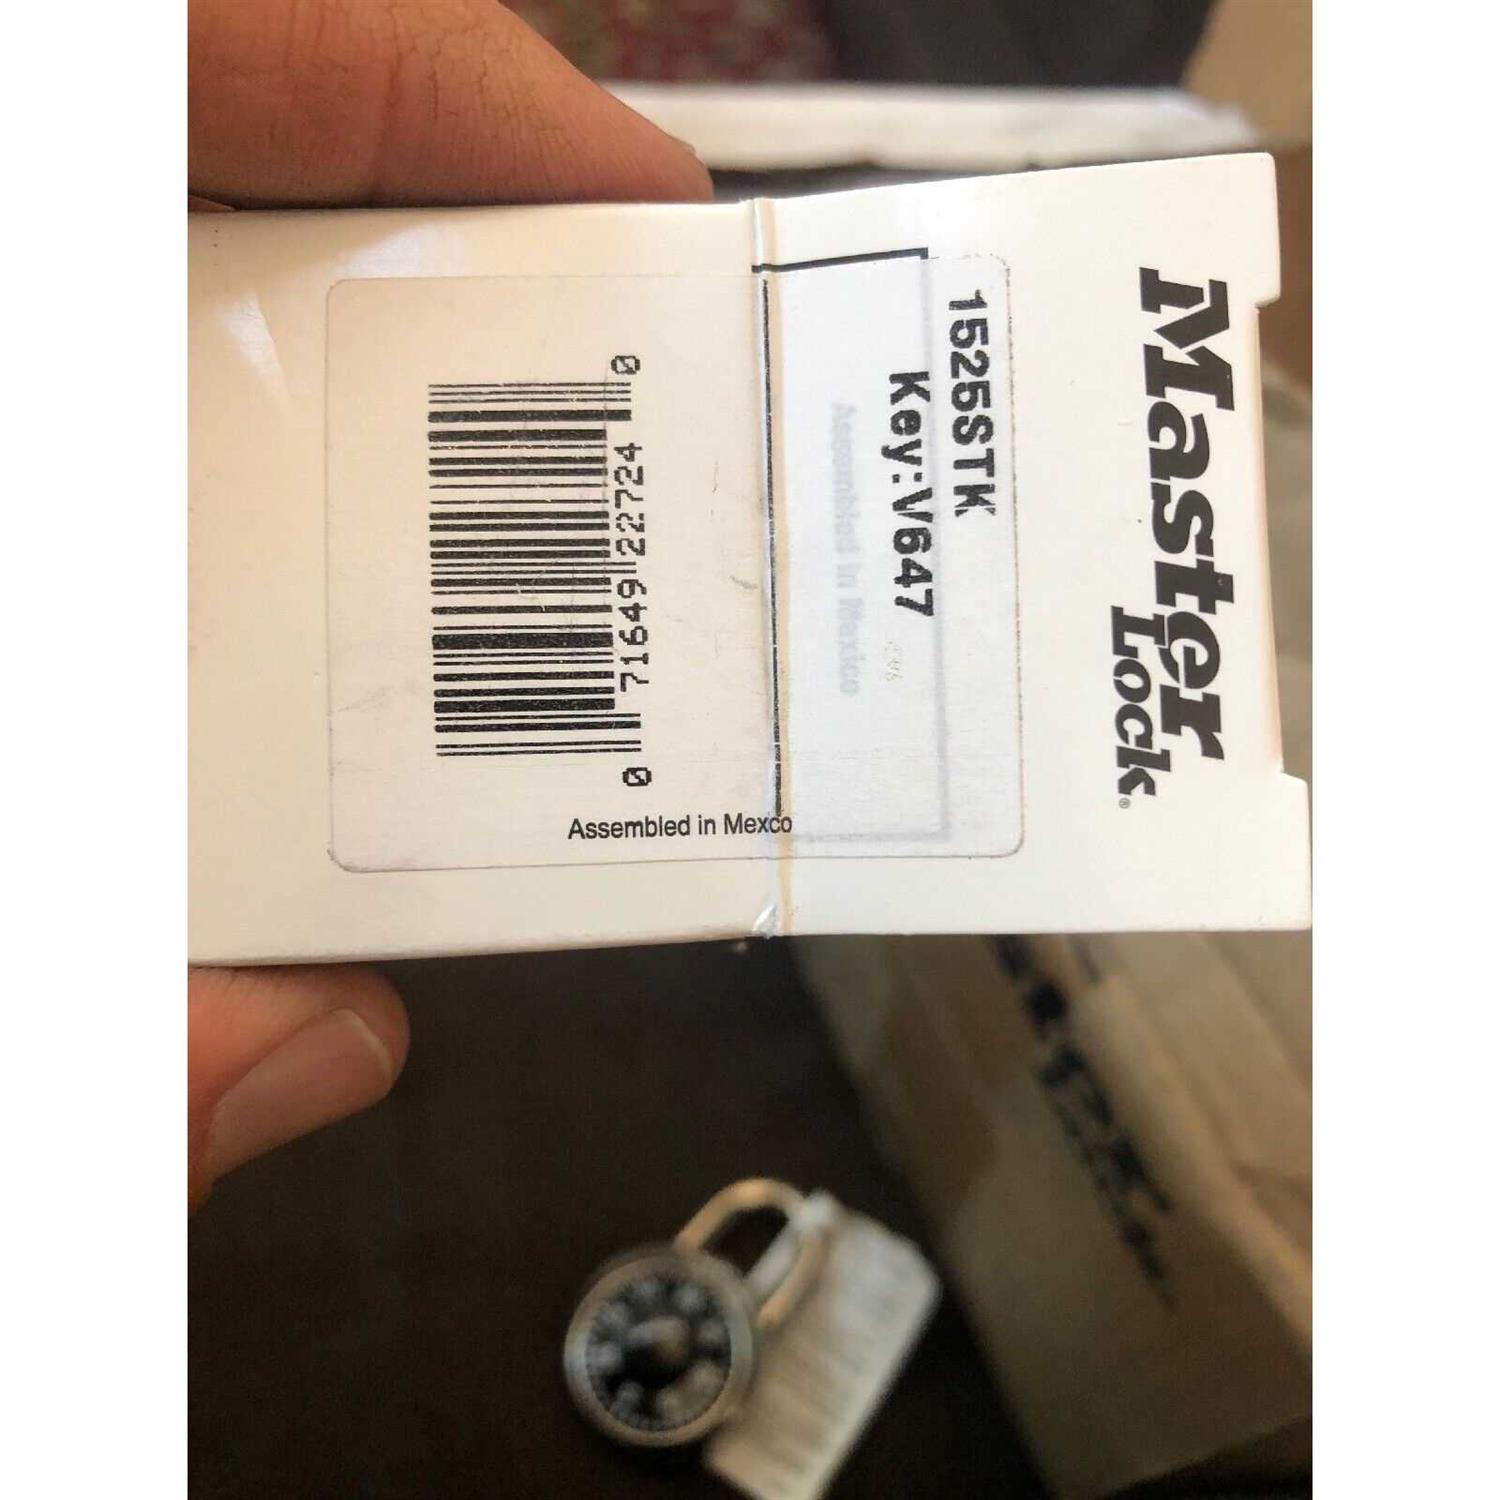 Master
Lock®
1525STK
Key:V647
Assembled in Mexico
0 71649 22724 0
Assembled in Mexco